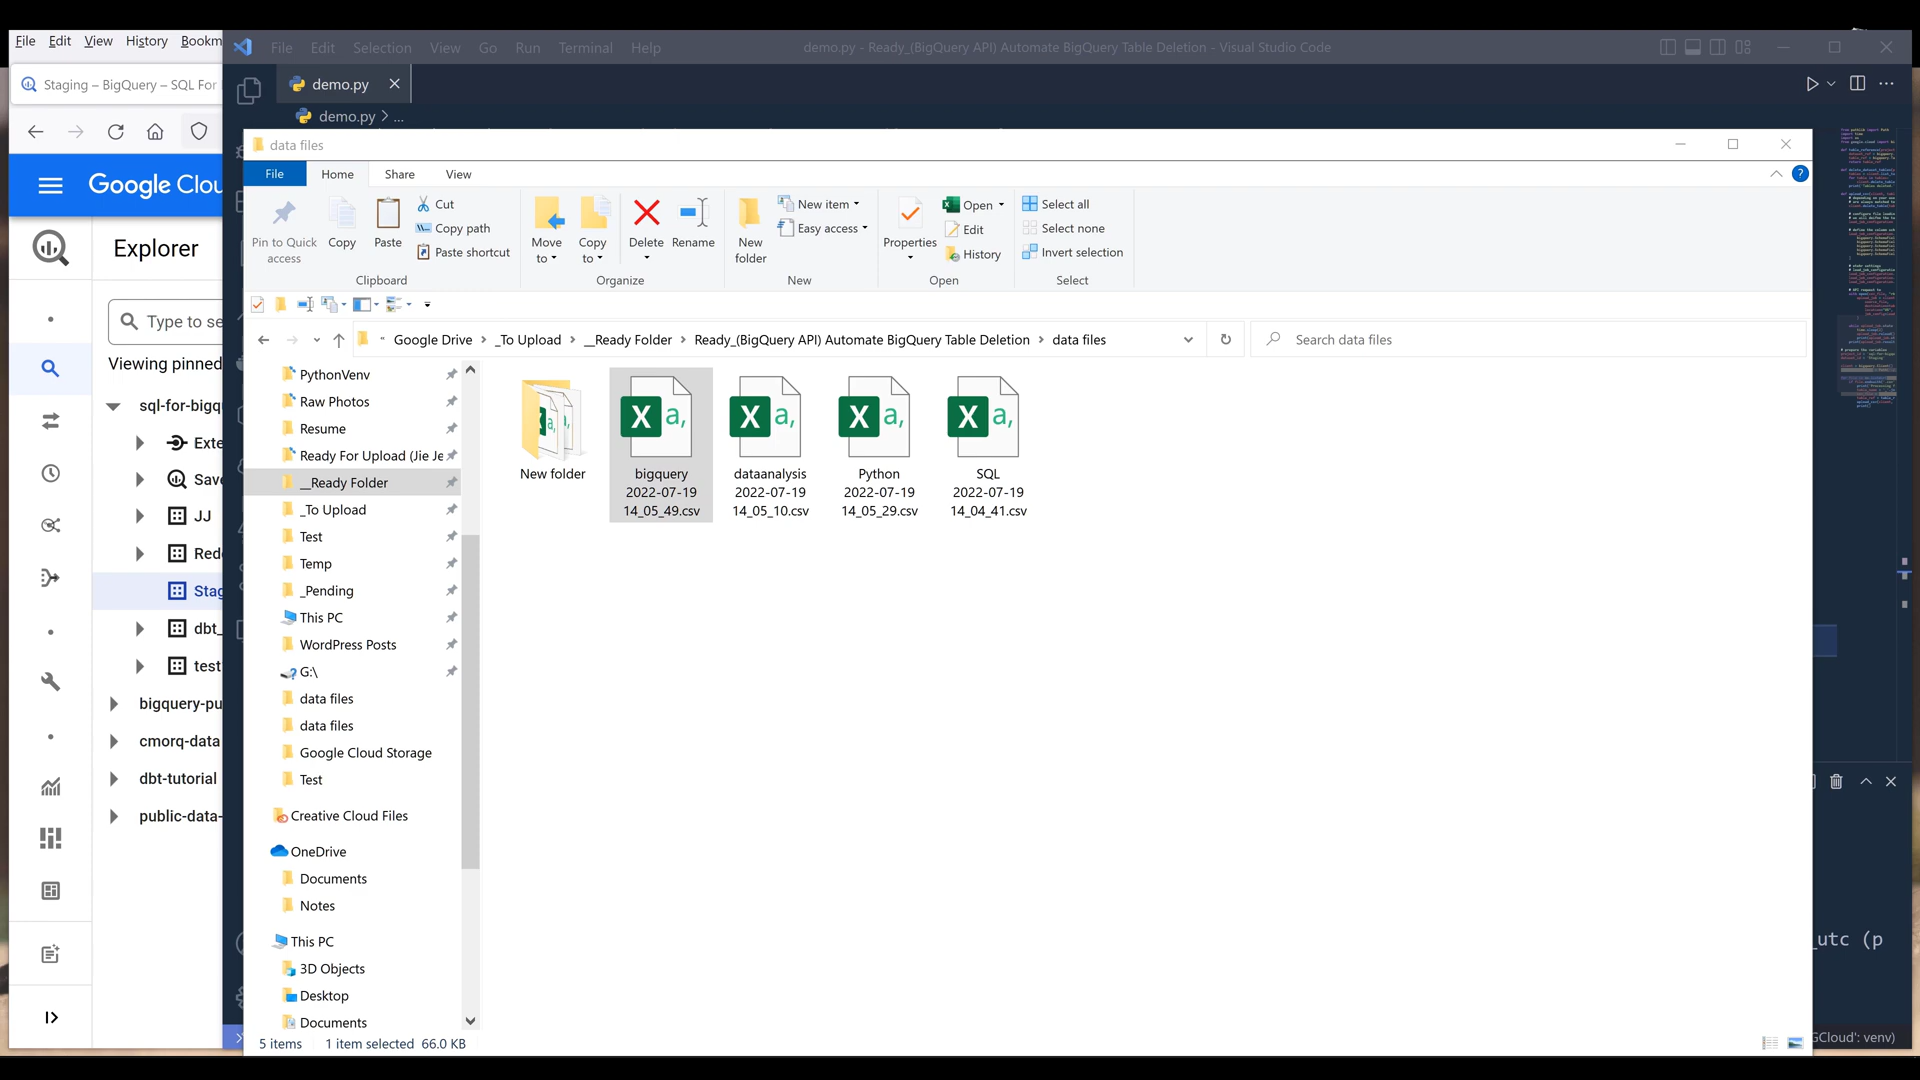 File Edit View History Bookm
Staging – BigQuery – SQL For
Google Clou
Explorer
Type to se
Viewing pinned
sql-for-bigqu
Exte
Save
JJ
Redd
Stag
dbt_
test
bigquery-pu
cmorq-data
dbt-tutorial
public-data-
File Edit Selection View Go Run Terminal Help
demo.py - Ready_(BigQuery API) Automate BigQuery Table Deletion - Visual Studio Code
demo.py
demo.py > ...
data files
File Home Share View
Pin to Quick access
Copy
Paste
Cut
Copy path
Paste shortcut
Clipboard
Move to
Copy to
Delete
Rename
Organize
New folder
New item
Easy access
New
Properties
Open
Edit
History
Open
Select all
Select none
Invert selection
Select
Google Drive > _To Upload > __Ready Folder > Ready_(BigQuery API) Automate BigQuery Table Deletion > data files
Search data files
PythonVenv
Raw Photos
Resume
Ready For Upload (Jie Je
__Ready Folder
_To Upload
Test
Temp
_Pending
This PC
WordPress Posts
G:\
data files
data files
Google Cloud Storage
Test
Creative Cloud Files
OneDrive
Documents
Notes
This PC
3D Objects
Desktop
Documents
New folder
bigquery
2022-07-19
14_05_49.csv
dataanalysis
2022-07-19
14_05_10.csv
Python
2022-07-19
14_05_29.csv
SQL
2022-07-19
14_04_41.csv
5 items 1 item selected 66.0 KB
_utc (p
GCloud': venv)